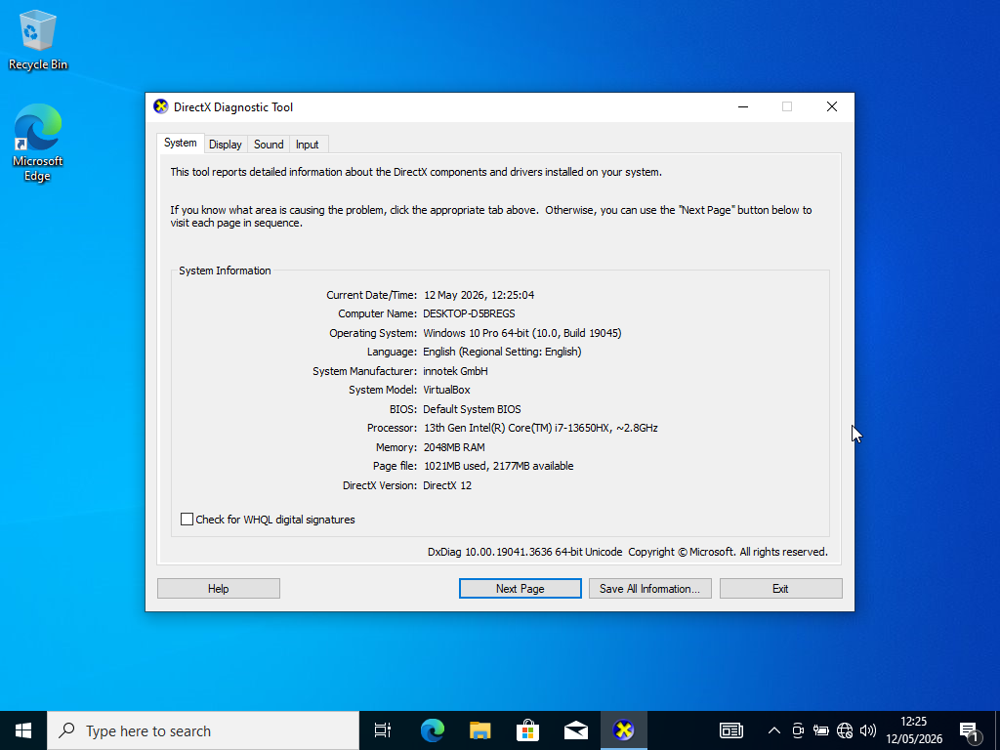 Recycle Bin
Microsoft
Edge
DirectX Diagnostic Tool
System
Display
Sound
Input
This tool reports detailed information about the DirectX components and drivers installed on your system.
If you know what area is causing the problem, click the appropriate tab above.  Otherwise, you can use the "Next Page" button below to
visit each page in sequence.
System Information
Current Date/Time: 12 May 2026, 12:25:04
Computer Name: DESKTOP-D5BREGS
Operating System: Windows 10 Pro 64-bit (10.0, Build 19045)
Language: English (Regional Setting: English)
System Manufacturer: innotek GmbH
System Model: VirtualBox
BIOS: Default System BIOS
Processor: 13th Gen Intel(R) Core(TM) i7-13650HX, ~2.8GHz
Memory: 2048MB RAM
Page file: 1021MB used, 2177MB available
DirectX Version: DirectX 12
Check for WHQL digital signatures
DxDiag 10.00.19041.3636 64-bit Unicode  Copyright © Microsoft. All rights reserved.
Help
Next Page
Save All Information...
Exit
Type here to search
12:25
12/05/2026
1